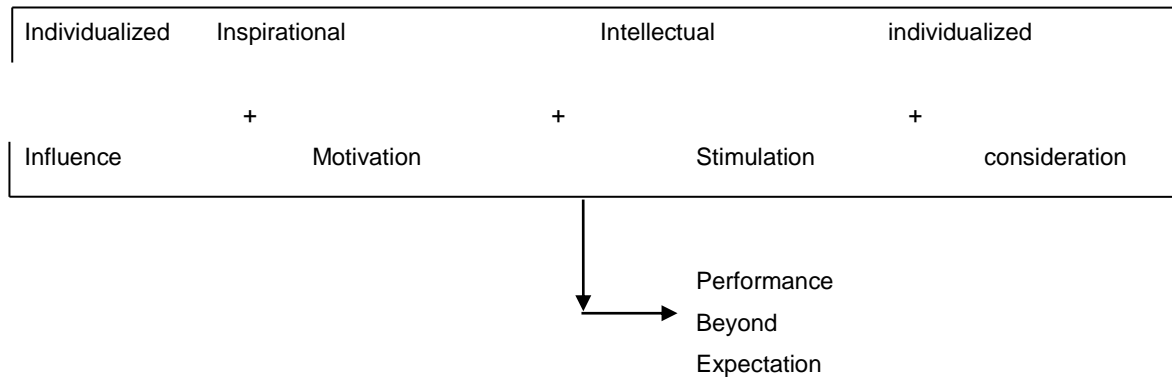 Individualized Inspirational Intellectual individualized
+ + +
Influence Motivation Stimulation consideration
Performance
Beyond
Expectation